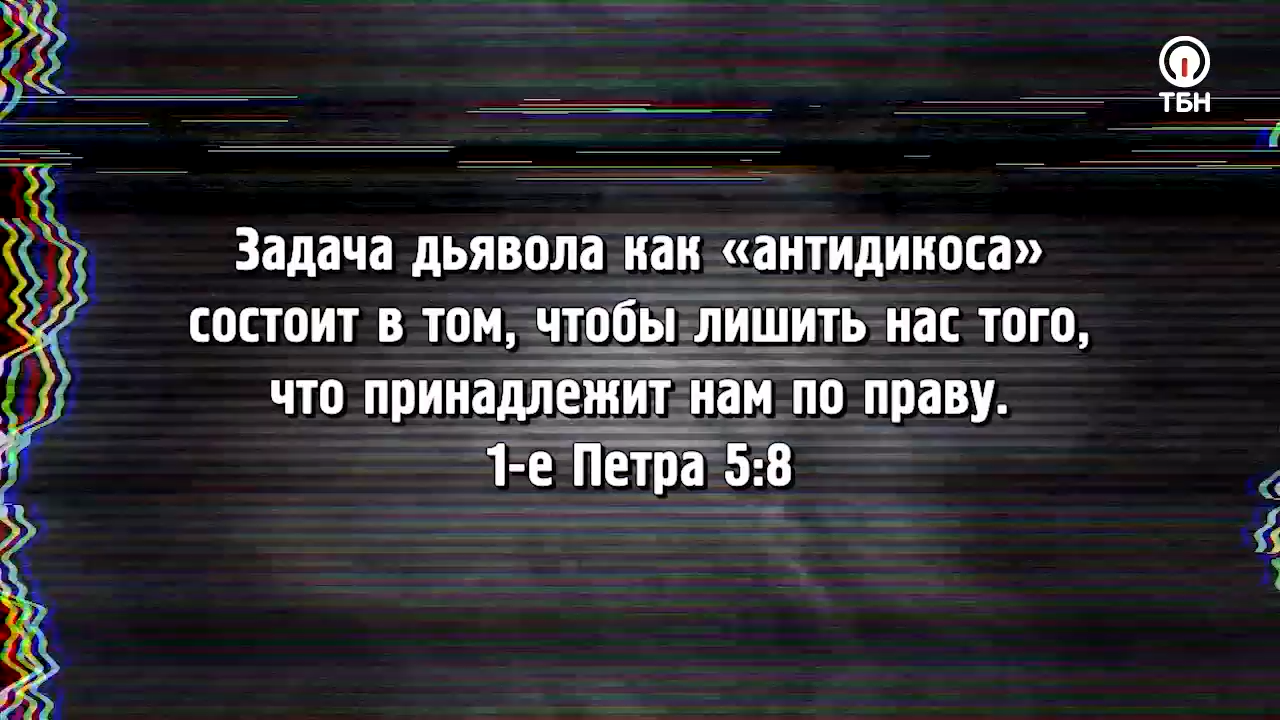 ТБН
Задача дьявола как «антидикоса»
состоит в том, чтобы лишить нас того,
что принадлежит нам по праву.
1-е Петра 5:8